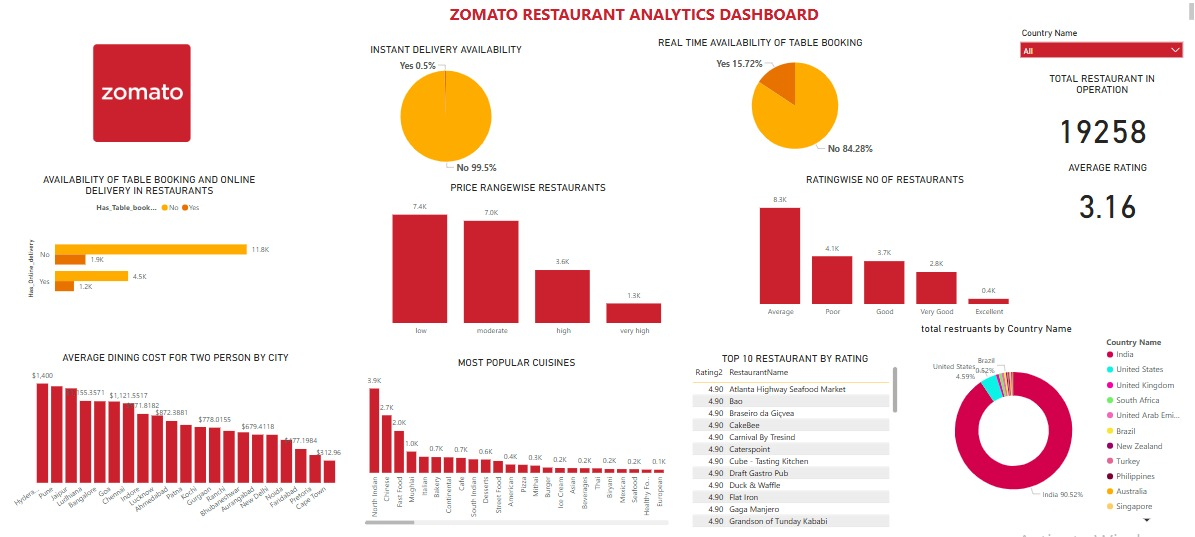 ZOMATO RESTAURANT ANALYTICS DASHBOARD
zomato
INSTANT DELIVERY AVAILABILITY
Yes 0.5%
No 99.5%
REAL TIME AVAILABILITY OF TABLE BOOKING
Yes 15.72%
No 84.28%
Country Name
All
TOTAL RESTAURANT IN
OPERATION
19258
AVERAGE RATING
3.16
AVAILABILITY OF TABLE BOOKING AND ONLINE
DELIVERY IN RESTAURANTS
Has_Table_book... No Yes
Has_Online_delivery
No
11.8K
1.9K
Yes
4.5K
1.2K
PRICE RANGEWISE RESTAURANTS
7.4K
7.0K
3.6K
1.3K
low moderate high very high
RATINGWISE NO OF RESTAURANTS
8.3K
4.1K
3.7K
2.8K
0.4K
Average Poor Good Very Good Excellent
AVERAGE DINING COST FOR TWO PERSON BY CITY
$1,400
155.3571
$1,121.5517
$872.3881
$778.0155
$679.4118
$312.96
Hydera...
Pune
Jaipur
Ludhiana
Bangalore
Goa
Chennai
Indore
Lucknow
Ahmedabad
Patna
Kochi
Gurgaon
Ranchi
Bhubaneshwar
Aurangabad
New Delhi
Noida
Faridabad
Pretoria
Cape Town
MOST POPULAR CUISINES
3.9K
2.7K
2.0K
1.0K
0.7K
0.7K
0.6K
0.4K
0.3K
0.2K
0.2K
0.2K
0.2K
0.1K
North Indian
Chinese
Fast Food
Mughlai
Italian
Bakery
Continental
Cafe
South Indian
Desserts
Street Food
American
Pizza
Mithai
Burger
Ice Cream
Asian
Beverages
Thai
Biryani
Mexican
Seafood
Healthy Fo...
European
TOP 10 RESTAURANT BY RATING
Rating2 RestaurantName
4.90 Atlanta Highway Seafood Market
4.90 Bao
4.90 Braseiro da Gávea
4.90 CakeBee
4.90 Carnival By Tresind
4.90 Caterspoint
4.90 Cube - Tasting Kitchen
4.90 Draft Gastro Pub
4.90 Duck & Waffle
4.90 Flat Iron
4.90 Gaga Manjero
4.90 Grandson of Tunday Kababi
total restruants by Country Name
Brazil
0.52%
United States
4.59%
India 90.52%
Country Name
India
United States
United Kingdom
South Africa
United Arab Emi...
Brazil
New Zealand
Turkey
Philippines
Australia
Singapore